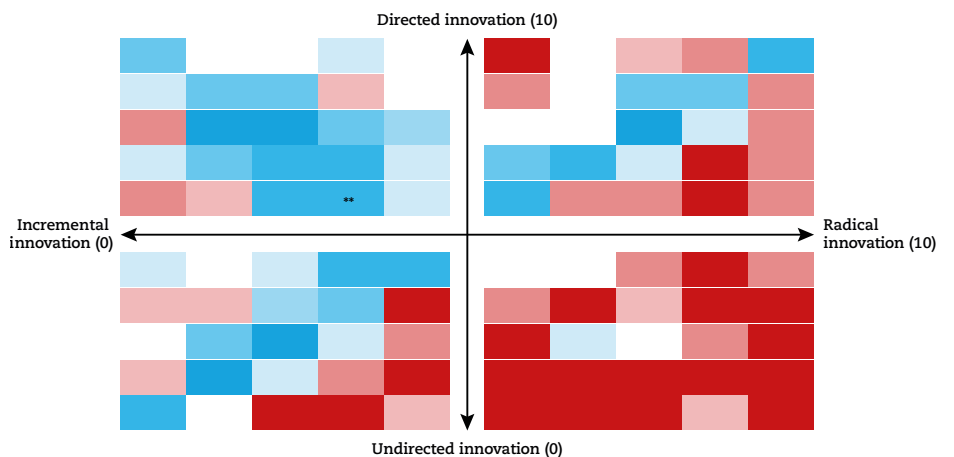 Directed innovation (10)
**
Incremental
innovation (0)
Radical
innovation (10)
Undirected innovation (0)